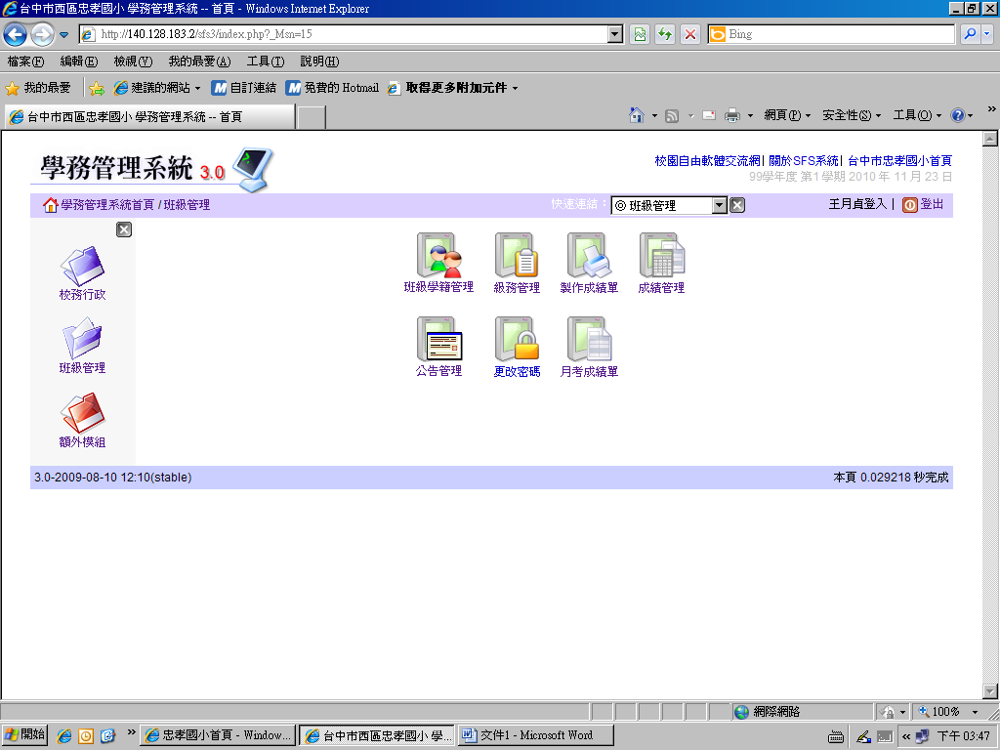 台中市西區忠孝國小 學務管理系統 -- 首頁 - Windows Internet Explorer
http://140.128.183.2/sfs3/index.php?_Msn=15
Bing
檔案(F) 編輯(E) 檢視(V) 我的最愛(A) 工具(T) 說明(H)
我的最愛 建議的網站 自訂連結 免費的 Hotmail 取得更多附加元件
台中市西區忠孝國小 學務管理系統 -- 首頁
網頁(P) 安全性(S) 工具(O)
學務管理系統 3.0
校園自由軟體交流網| 關於SFS系統| 台中市忠孝國小首頁
99學年度 第1學期 2010 年 11 月 23 日
學務管理系統首頁 / 班級管理
快速連結：◎ 班級管理
王月貞登入 | 登出
校務行政
班級管理
額外模組
班級學籍管理 級務管理 製作成績單 成績管理
公告管理 更改密碼 月考成績單
3.0-2009-08-10 12:10(stable)
本頁 0.029218 秒完成
網際網路 100%
開始 忠孝國小首頁 - Window... 台中市西區忠孝國小 學... 文件1 - Microsoft Word
下午 03:47